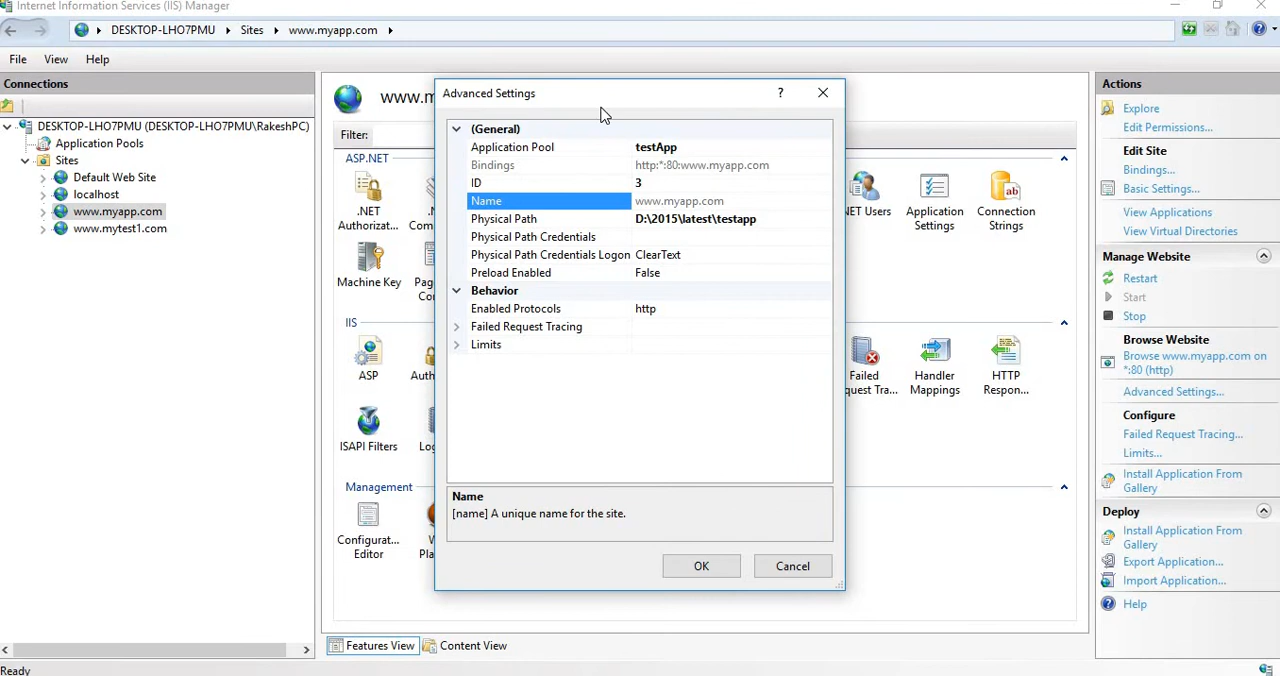 Internet Information Services (IIS) Manager
DESKTOP-LHO7PMU
Sites
www.myapp.com
File
View
Help
Connections
DESKTOP-LHO7PMU (DESKTOP-LHO7PMU\RakeshPC)
Application Pools
Sites
Default Web Site
localhost
www.myapp.com
www.mytest1.com
www.m
Filter:
ASP.NET
.NET
Authorizat...
.N
Com
Machine Key
Pag
Co
NET Users
Application
Settings
Connection
Strings
IIS
ASP
Auth
Failed
quest Tra...
Handler
Mappings
HTTP
Respon...
ISAPI Filters
Log
Management
Configurat...
Editor
W
Pla
Advanced Settings
?
(General)
Application Pool testApp
Bindings http:*:80:www.myapp.com
ID 3
Name www.myapp.com
Physical Path D:\2015\latest\testapp
Physical Path Credentials
Physical Path Credentials Logon ClearText
Preload Enabled False
Behavior
Enabled Protocols http
Failed Request Tracing
Limits
Name
[name] A unique name for the site.
OK
Cancel
Features View
Content View
Actions
Explore
Edit Permissions...
Edit Site
Bindings...
Basic Settings...
View Applications
View Virtual Directories
Manage Website
Restart
Start
Stop
Browse Website
Browse www.myapp.com on
*:80 (http)
Advanced Settings...
Configure
Failed Request Tracing...
Limits...
Install Application From
Gallery
Deploy
Install Application From
Gallery
Export Application...
Import Application...
Help
Ready